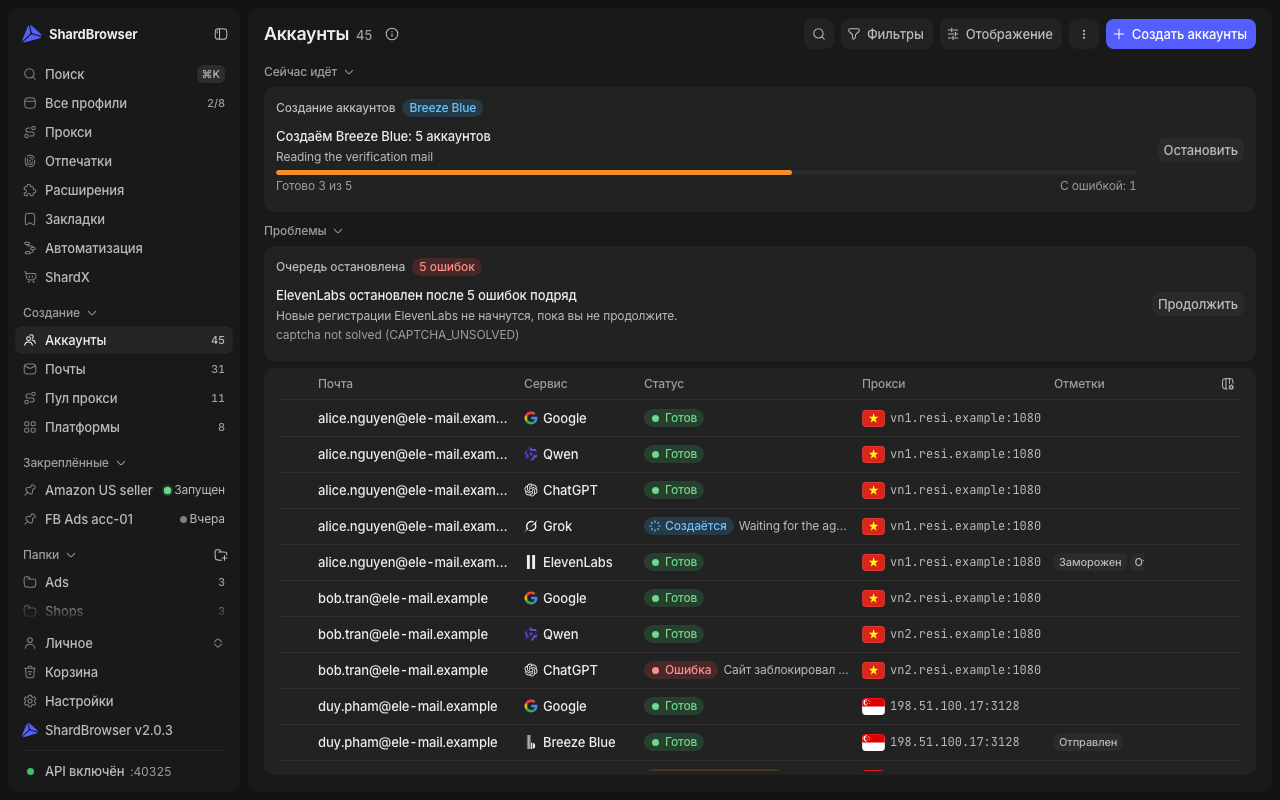 ShardBrowser
Поиск ⌘K
Все профили 2/8
Прокси
Отпечатки
Расширения
Закладки
Автоматизация
ShardX
Создание
Аккаунты 45
Почты 31
Пул прокси 11
Платформы 8
Закреплённые
Amazon US seller Запущен
FB Ads acc-01 Вчера
Папки
Ads 3
Shops 3
Личное
Корзина
Настройки
ShardBrowser v2.0.3
API включён :40325
Аккаунты 45
Фильтры
Отображение
Создать аккаунты
Сейчас идёт
Создание аккаунтов Breeze Blue
Создаём Breeze Blue: 5 аккаунтов
Reading the verification mail
Остановить
Готово 3 из 5 С ошибкой: 1
Проблемы
Очередь остановлена 5 ошибок
ElevenLabs остановлен после 5 ошибок подряд
Новые регистрации ElevenLabs не начнутся, пока вы не продолжите.
captcha not solved (CAPTCHA_UNSOLVED)
Продолжить
Почта Сервис Статус Прокси Отметки
alice.nguyen@ele-mail.exam... Google Готов vn1.resi.example:1080
alice.nguyen@ele-mail.exam... Qwen Готов vn1.resi.example:1080
alice.nguyen@ele-mail.exam... ChatGPT Готов vn1.resi.example:1080
alice.nguyen@ele-mail.exam... Grok Создаётся Waiting for the ag... vn1.resi.example:1080
alice.nguyen@ele-mail.exam... ElevenLabs Готов vn1.resi.example:1080 Заморожен
bob.tran@ele-mail.example Google Готов vn2.resi.example:1080
bob.tran@ele-mail.example Qwen Готов vn2.resi.example:1080
bob.tran@ele-mail.example ChatGPT Ошибка Сайт заблокировал ... vn2.resi.example:1080
duy.pham@ele-mail.example Google Готов 198.51.100.17:3128
duy.pham@ele-mail.example Breeze Blue Готов 198.51.100.17:3128 Отправлен